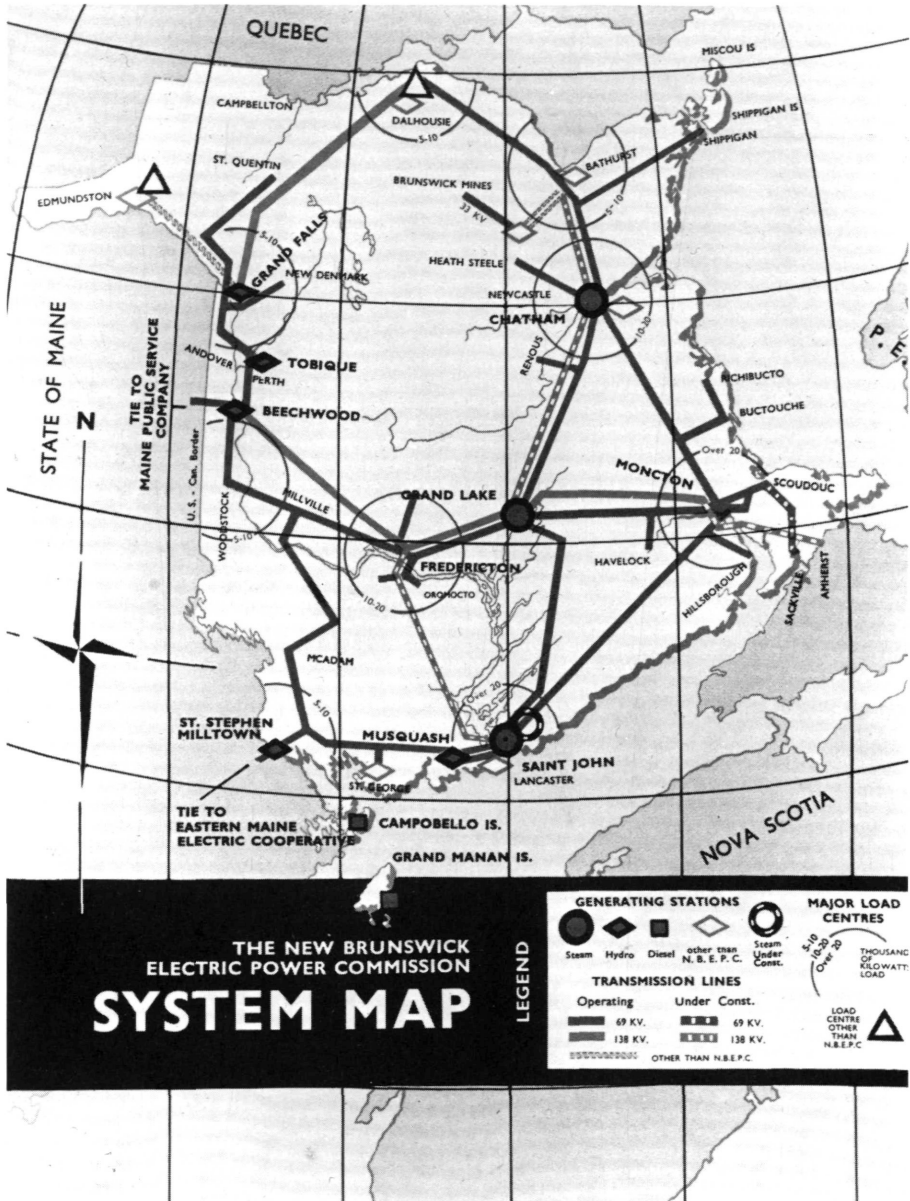 QUEBEC
MISCOU IS
CAMPBELLTON
DALHOUSIE
5-10
SHIPPIGAN IS
SHIPPIGAN
ST. QUENTIN
BATHURST
5-10
BRUNSWICK MINES
33 KV
EDMUNDSTON
5-10
GRAND FALLS
NEW DENMARK
HEATH STEELE
NEWCASTLE
CHATHAM
10-20
STATE OF MAINE
TIE TO
MAINE PUBLIC SERVICE
COMPANY
N
ANDOVER
TOBIQUE
PERTH
RENOUS
P. E.
BEECHWOOD
RICHIBUCTO
BUCTOUCHE
U.S. - Can. Border
Over 20
MONCTON
SCOUDOUC
MILLVILLE
GRAND LAKE
WOODSTOCK
5-10
HAVELOCK
FREDERICTON
OROMOCTO
10-20
HILLSBOROUGH
SACKVILLE
AMHERST
MCADAM
Over 20
5-10
ST. STEPHEN
MILLTOWN
MUSQUASH
SAINT JOHN
LANCASTER
ST. GEORGE
TIE TO
EASTERN MAINE
ELECTRIC COOPERATIVE
CAMPOBELLO IS.
NOVA SCOTIA
GRAND MANAN IS.
THE NEW BRUNSWICK
ELECTRIC POWER COMMISSION
SYSTEM MAP
LEGEND
GENERATING STATIONS
Steam
Hydro
Diesel
other than
N.B.E.P.C.
Steam
Under
Const.
TRANSMISSION LINES
Operating
Under Const.
69 KV.
69 KV.
138 KV.
138 KV.
OTHER THAN N.B.E.P.C.
MAJOR LOAD
CENTRES
5-10
10-20
Over 20
THOUSAND
OF
KILOWATTS
LOAD
LOAD
CENTRE
OTHER
THAN
N.B.E.P.C